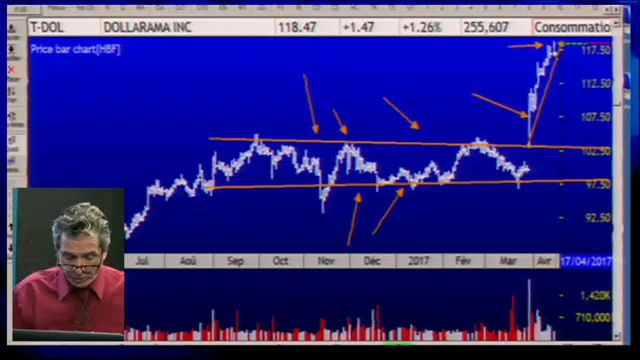 T-DOL DOLLARAMA INC 118.47 +1.47 +1.26% 255,607 Consommatio
Price bar chart[HBF]
117.50
112.50
107.50
102.50
97.50
92.50
Jul Aoû Sep Oct Nov Déc 2017 Fév Mar Avr 17/04/2017
1,420K
710,000